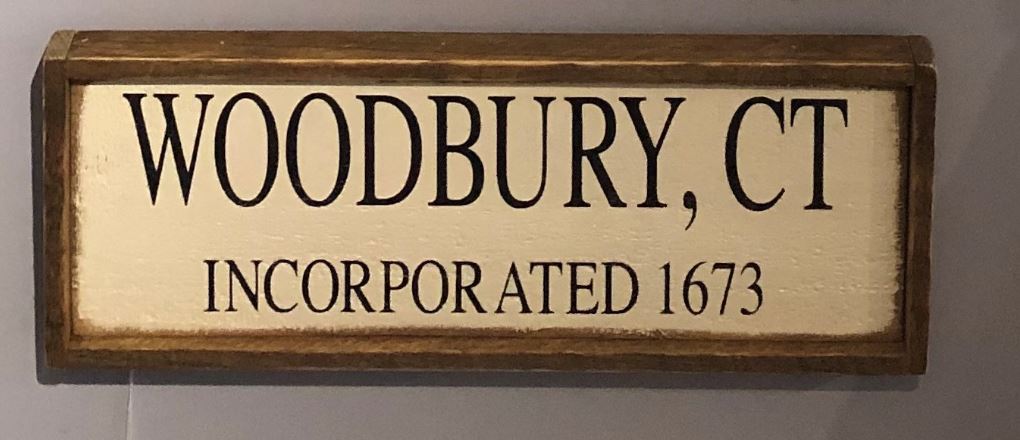 WOODBURY, CT
INCORPORATED 1673